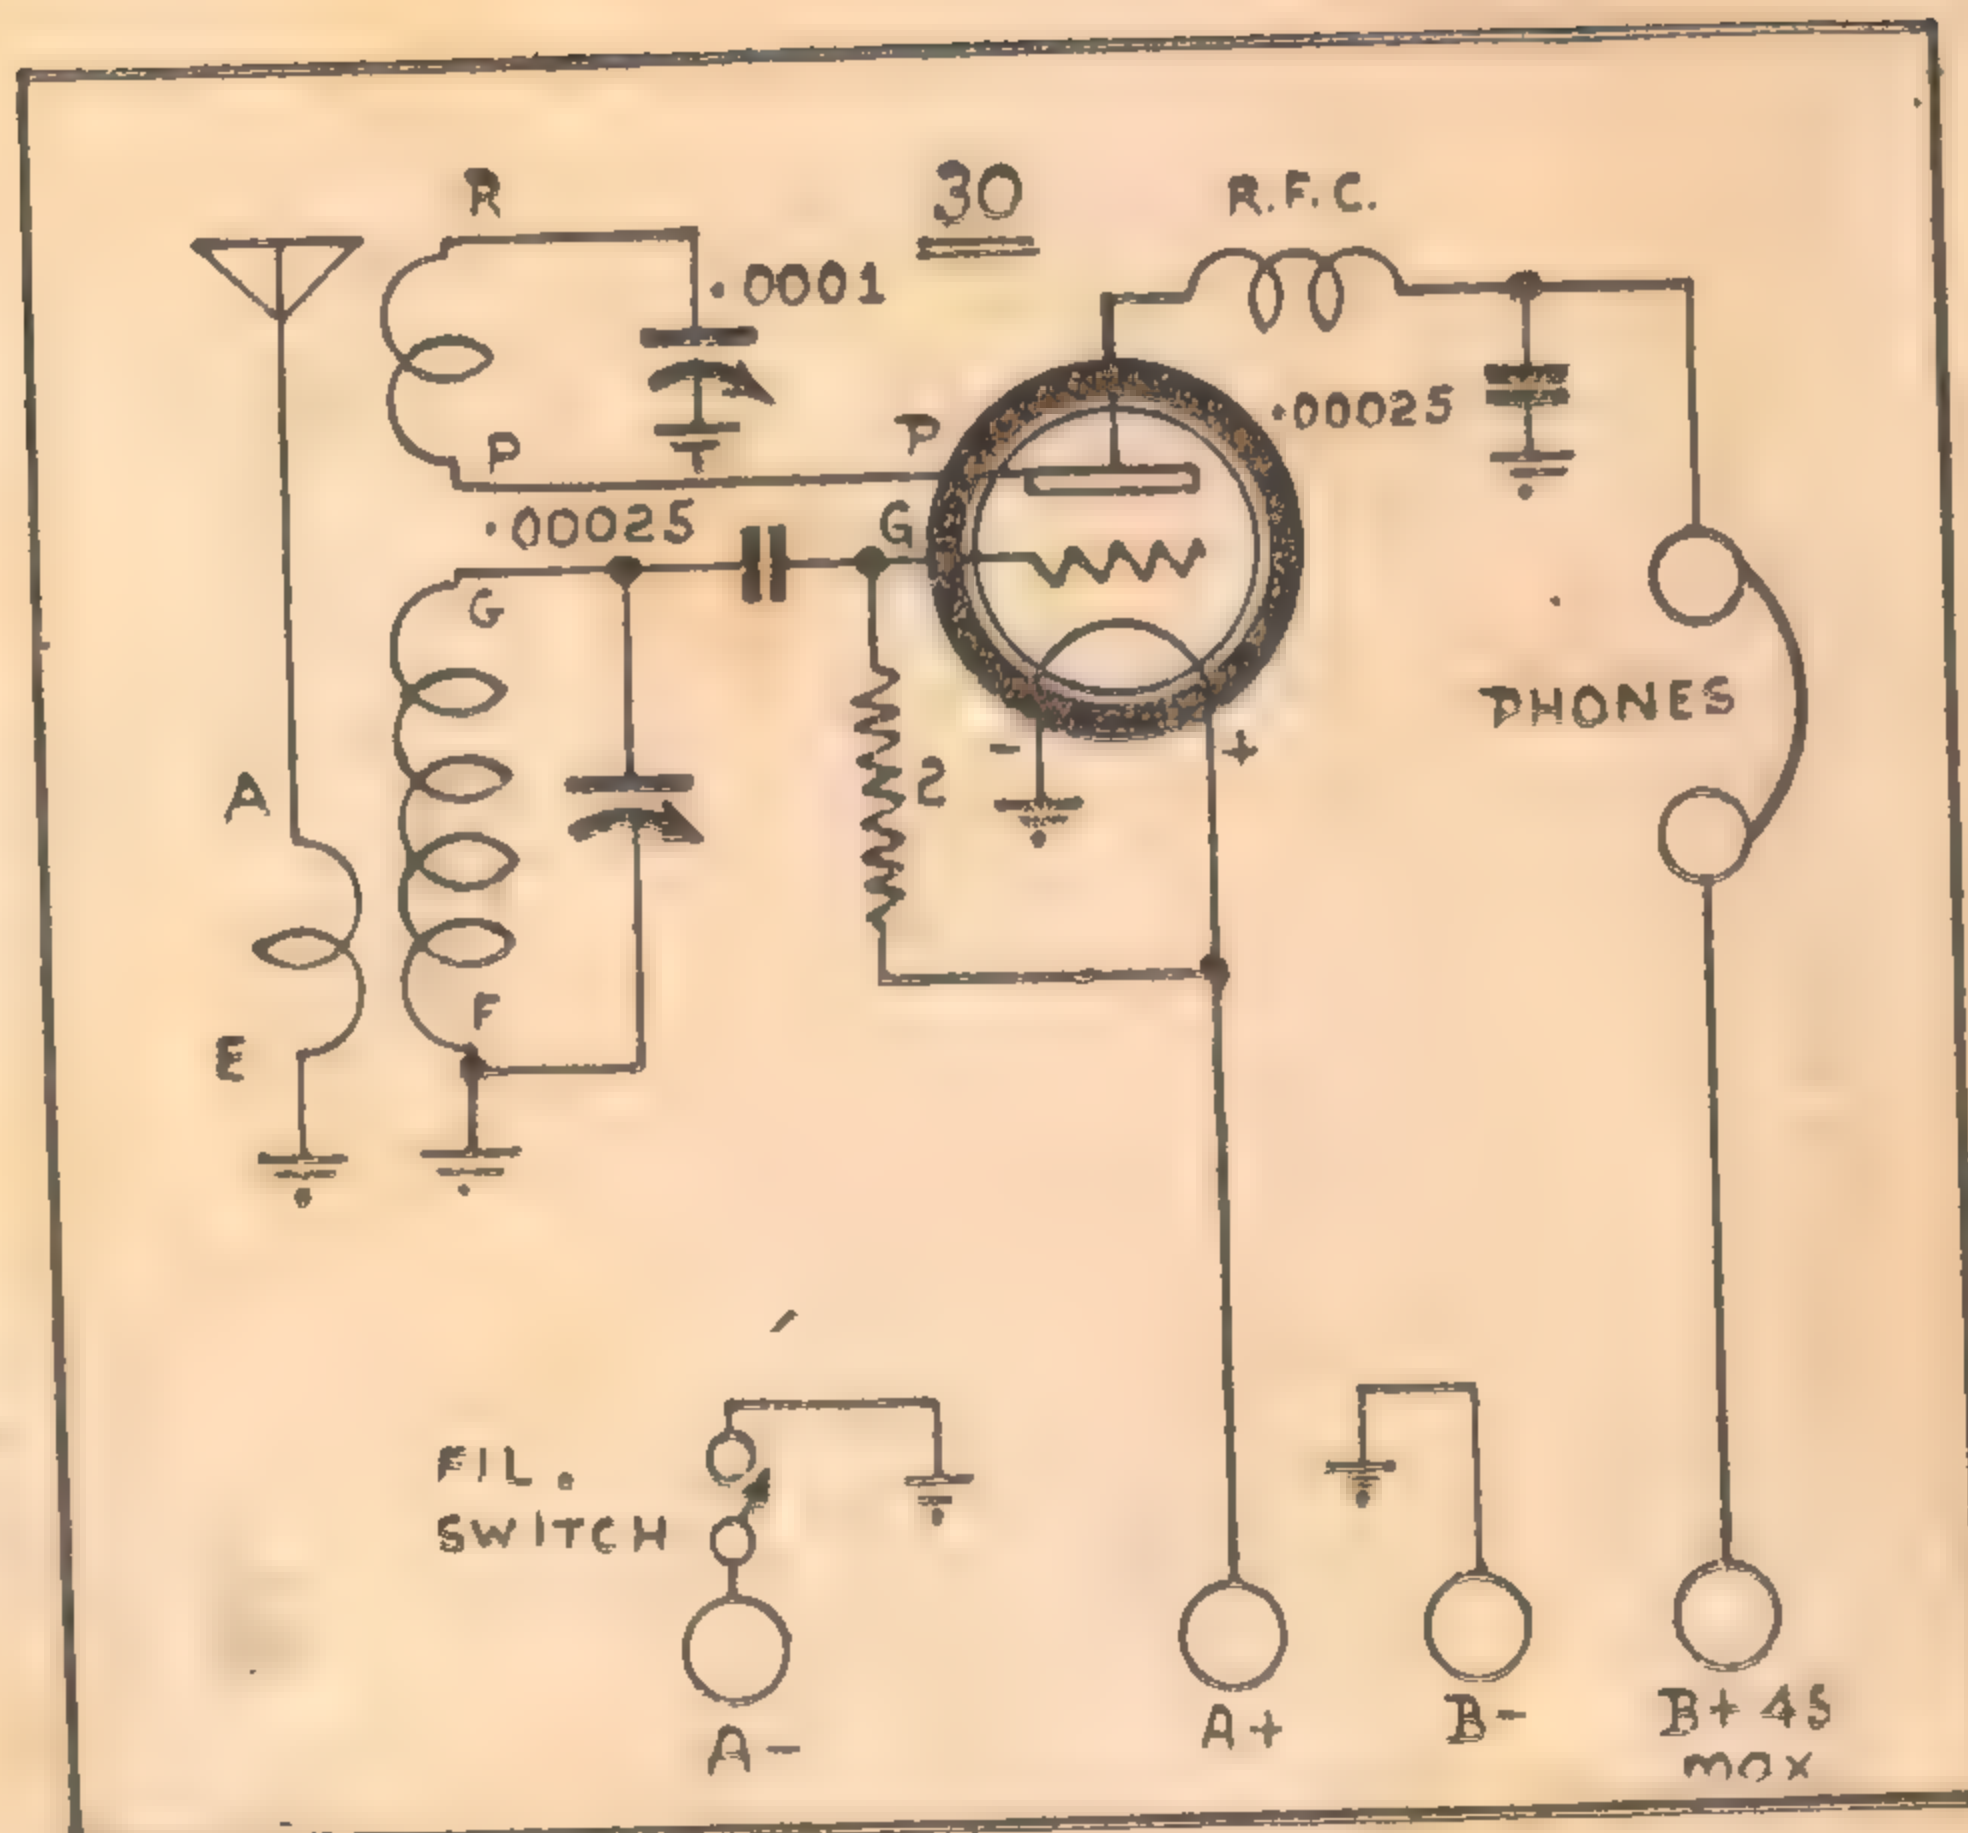 R
30
R.F.C.
.0001
.00025
P
P
.00025
G
G
PHONES
-
+
2
A
F
E
FIL.
SWITCH
A-
A+
B-
B+ 45
max